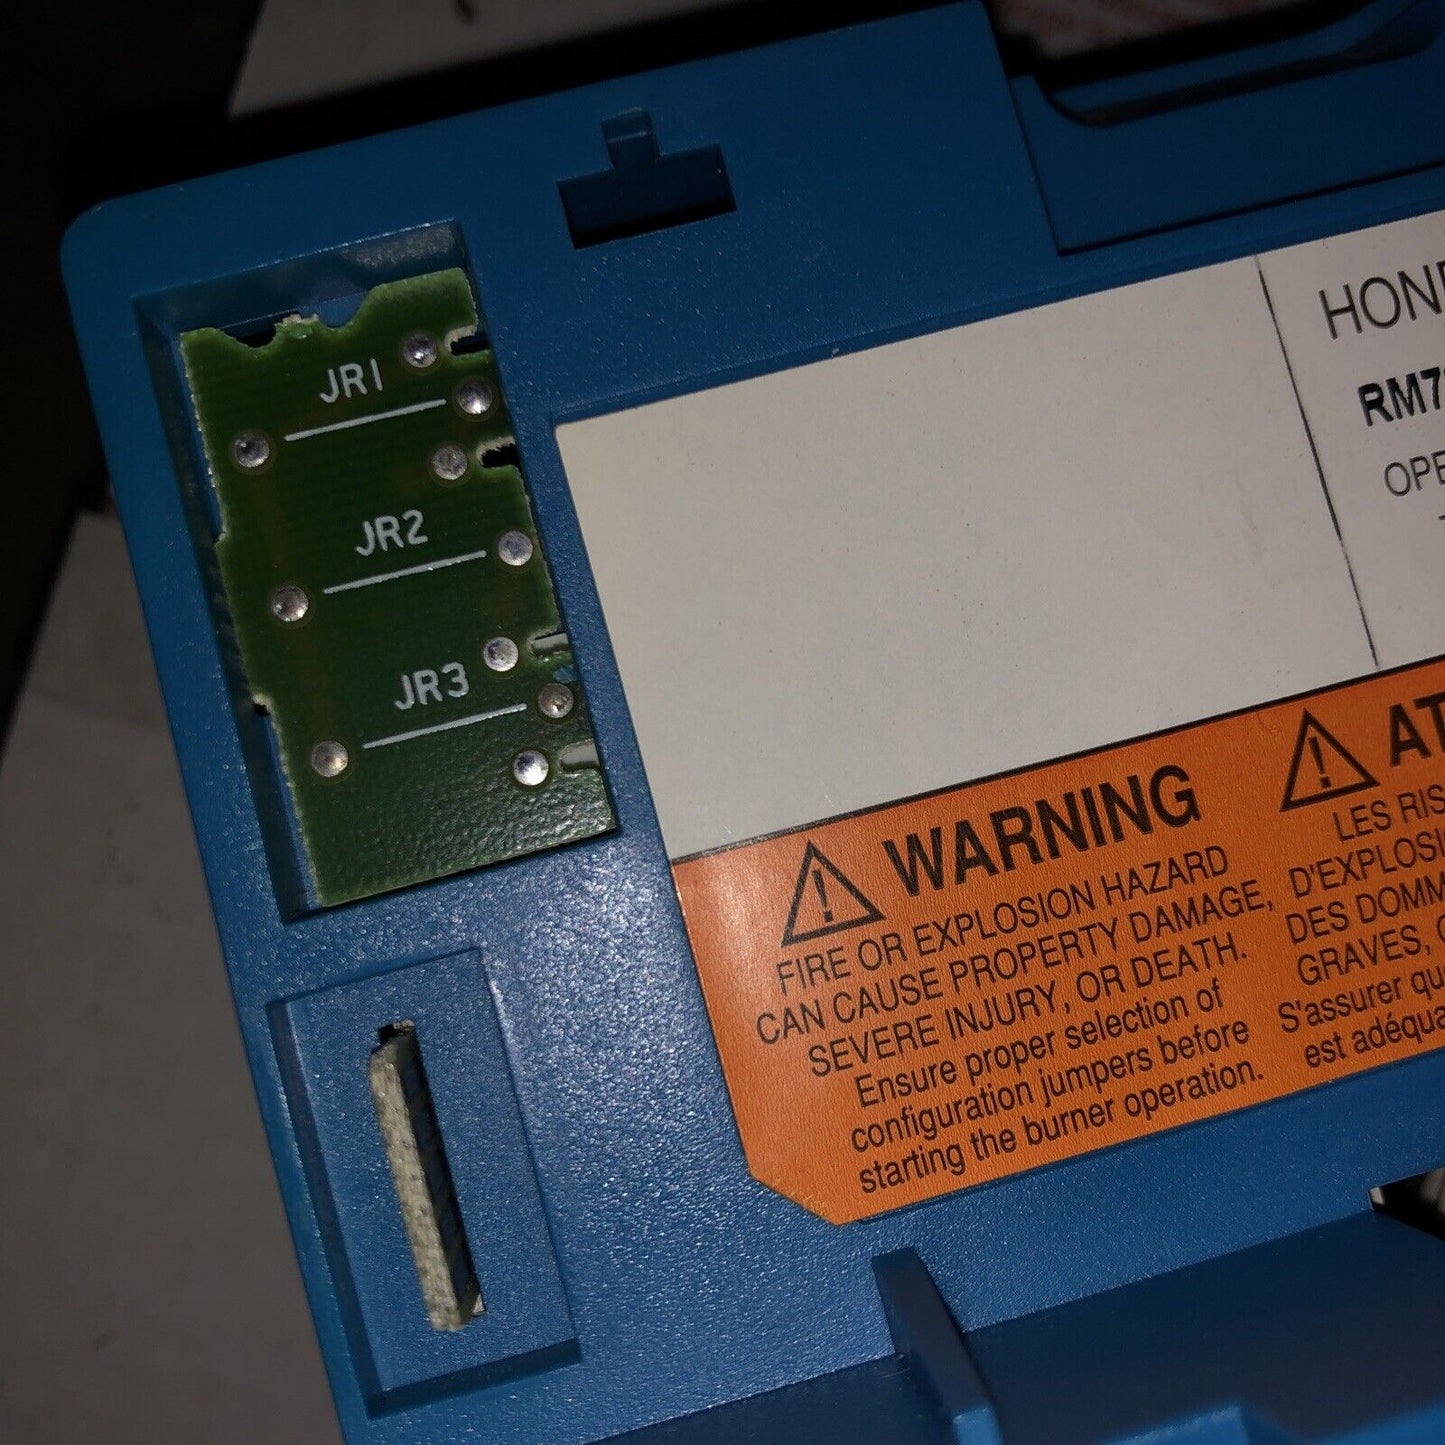 JR1
JR2
JR3
WARNING
FIRE OR EXPLOSION HAZARD
CAN CAUSE PROPERTY DAMAGE,
SEVERE INJURY, OR DEATH.
Ensure proper selection of
configuration jumpers before
starting the burner operation.
HON
RM7
OPE
AT
LES RIS
D'EXPLOSI
DES DOMM
GRAVES,
S'assurer qu
est adéqua